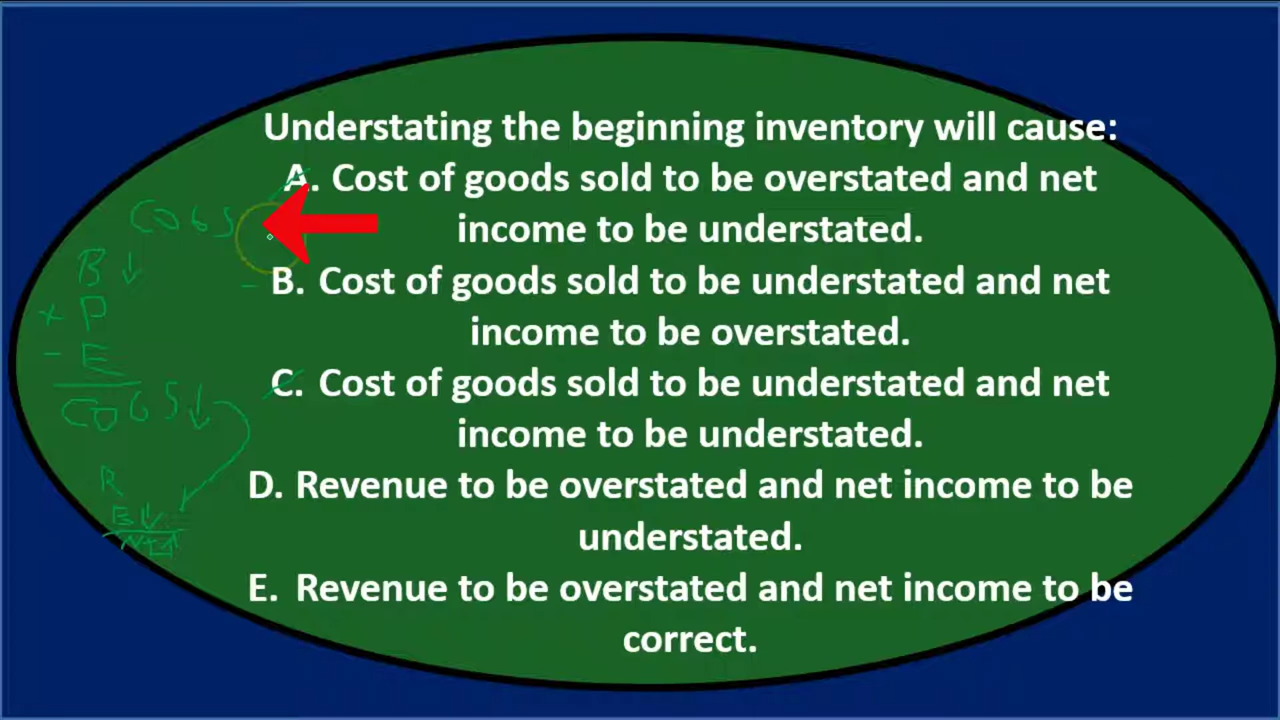 Understating the beginning inventory will cause:
A. Cost of goods sold to be overstated and net
income to be understated.
B. Cost of goods sold to be understated and net
income to be overstated.
C. Cost of goods sold to be understated and net
income to be understated.
D. Revenue to be overstated and net income to be
understated.
E. Revenue to be overstated and net income to be
correct.
COGS
B ↓
+ P
- E
COGS ↓
R
E ↓